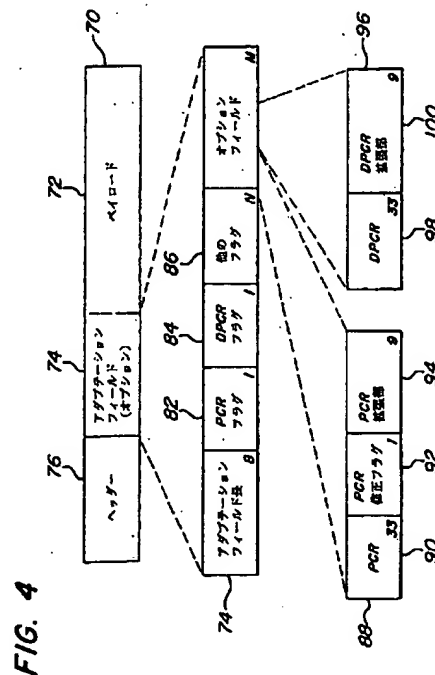 FIG. 4
76
74
72
70
ヘッダー
アダプテーション
フィールド
(オプション)
ペイロード
82
84
86
74
アダプテーション
フィールド長
8
PCR
フラグ
1
DPCR
フラグ
1
他の
フラグ
N
オプション
フィールド
M
88
PCR
33
PCR
修正フラグ
1
PCR
拡張部
9
90
92
94
96
DPCR
33
DPCR
拡張部
9
98
100